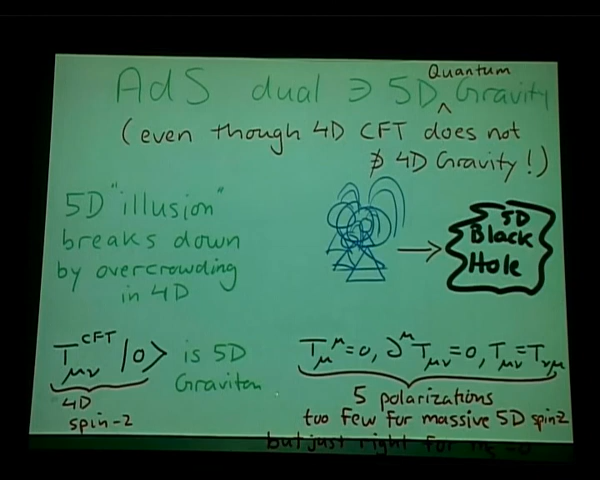 AdS dual ∋ 5D Quantum Gravity
(even though 4D CFT does not
∌ 4D Gravity!)
5D "illusion"
breaks down
by overcrowding
in 4D
5D
Black
Hole
T_μν^CFT |0> is 5D
Graviton
4D
spin-2
T_μ^μ=0, ∂^μ T_μν=0, T_μν=T_νμ
5 polarizations
too few for massive 5D spin2
but just right for